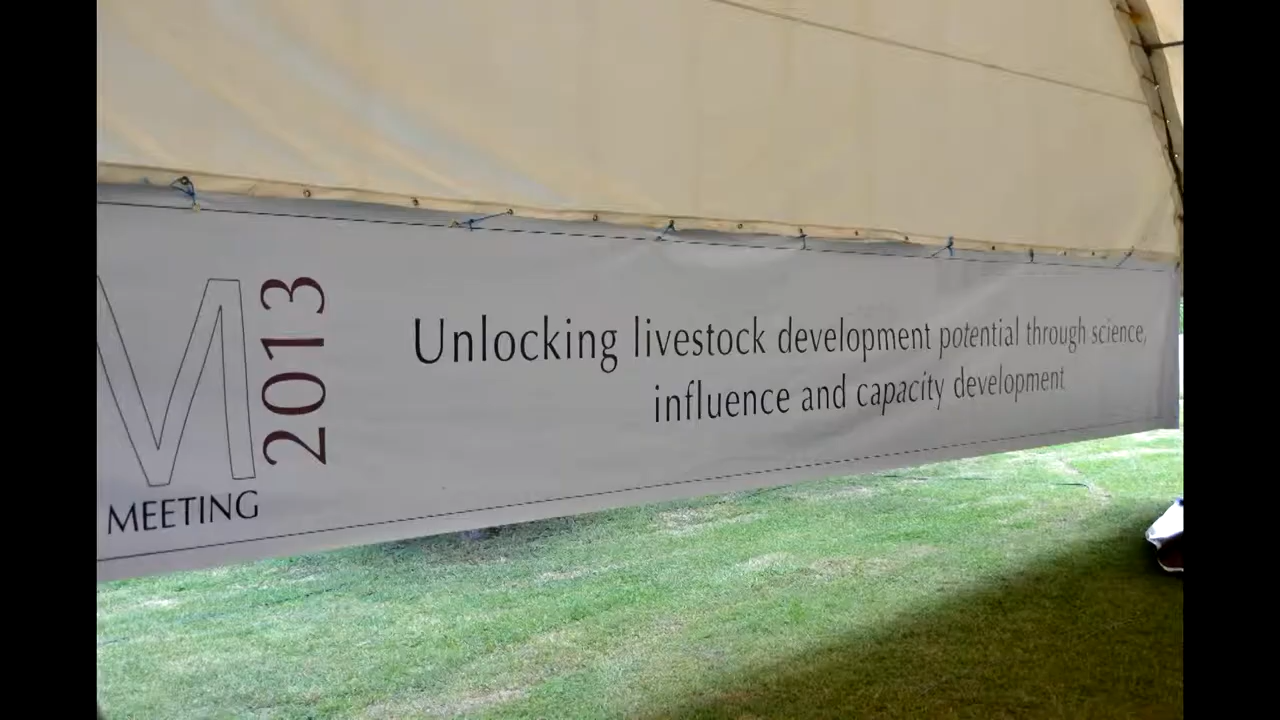 M
2013
MEETING
Unlocking livestock development potential through science,
influence and capacity development